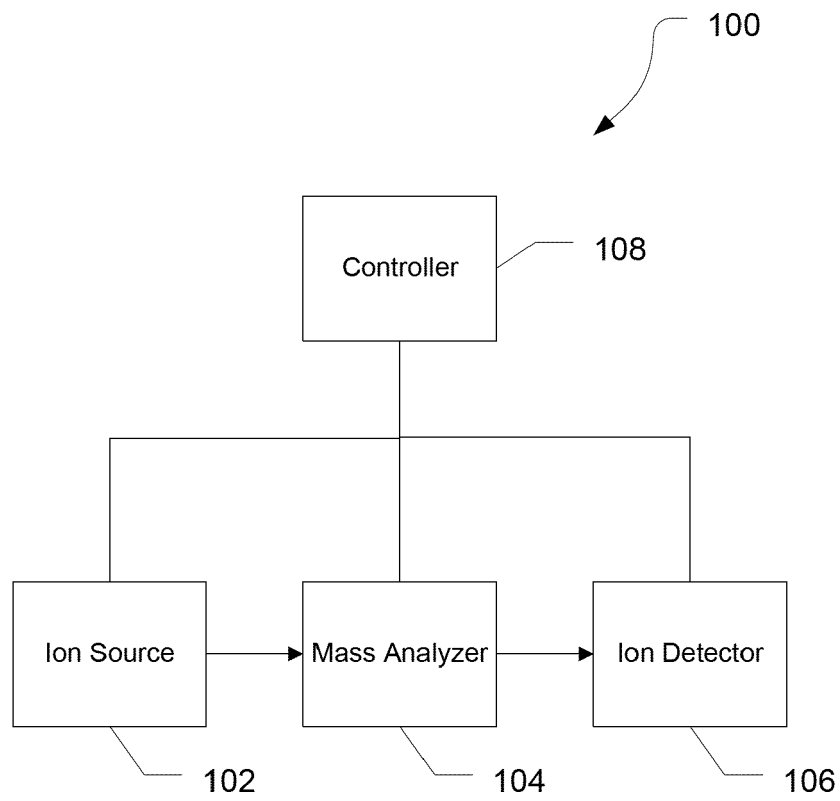 100
Controller
108
Ion Source
Mass Analyzer
Ion Detector
102
104
106